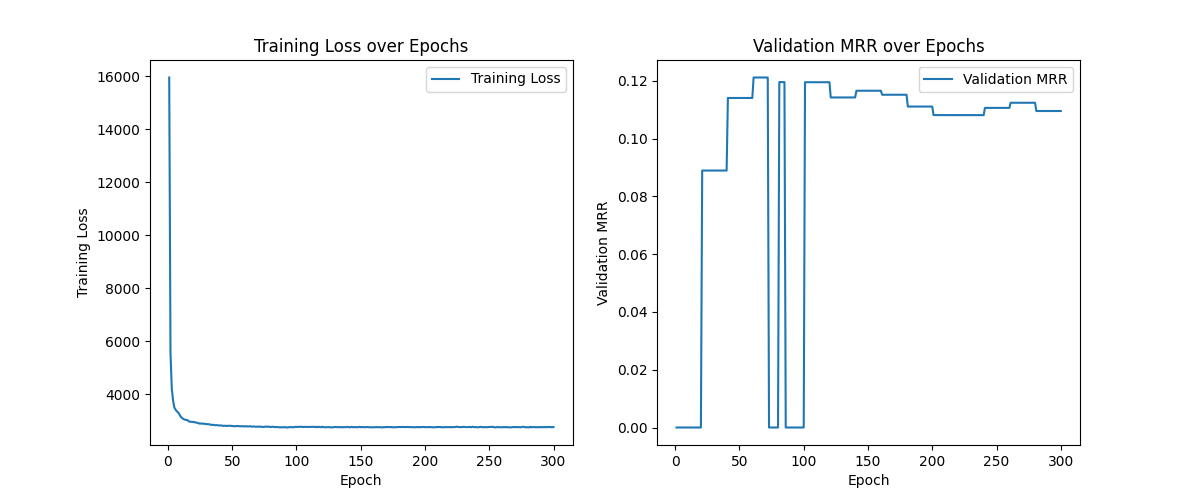 Training Loss over Epochs
Training Loss
16000
14000
12000
10000
8000
6000
4000
Training Loss
0 50 100 150 200 250 300
Epoch
Validation MRR over Epochs
Validation MRR
0.12
0.10
0.08
0.06
0.04
0.02
0.00
Validation MRR
0 50 100 150 200 250 300
Epoch